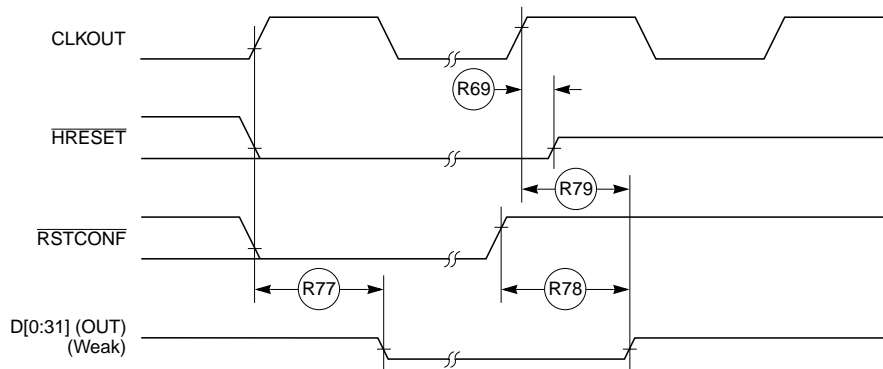 CLKOUT
R69
HRESET
R79
RSTCONF
R77
R78
D[0:31] (OUT)
(Weak)